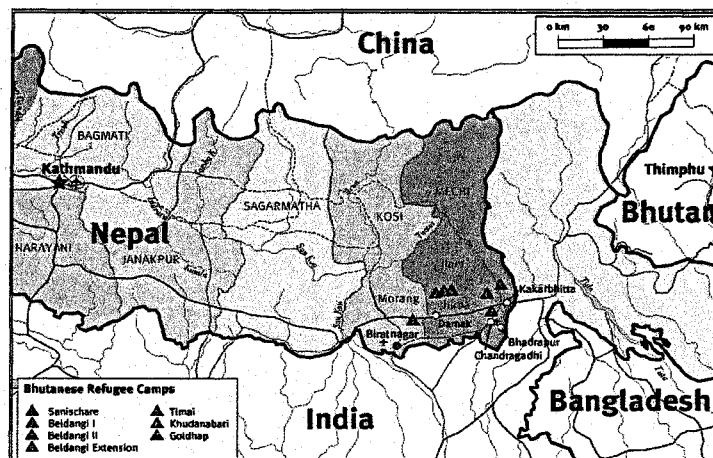 China
0 km 30 60 90 km
BAGMATI
Kathmandu
Thimphu
Bhutan
MECHI
SAGARMATHA
KOSI
NARAYANI
Nepal
JANAKPUR
Ilam
Kakarbhitta
Morang
Damak
Biratnagar
Bhadrapur
Chandragadhi
India
Bangladesh
Bhutanese Refugee Camps
Sanischare
Beldangi I
Beldangi II
Beldangi Extension
Timai
Khudanabari
Goldhap